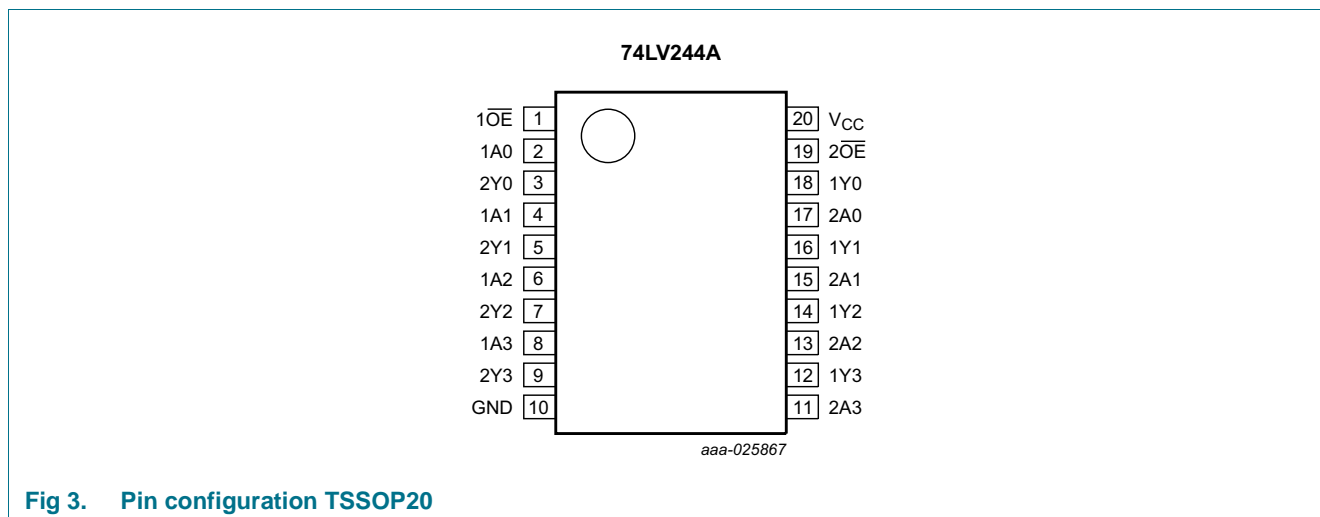 74LV244A
1O̅E̅ 1 20 VCC
1A0 2 19 2O̅E̅
2Y0 3 18 1Y0
1A1 4 17 2A0
2Y1 5 16 1Y1
1A2 6 15 2A1
2Y2 7 14 1Y2
1A3 8 13 2A2
2Y3 9 12 1Y3
GND 10 11 2A3
aaa-025867
Fig 3. Pin configuration TSSOP20